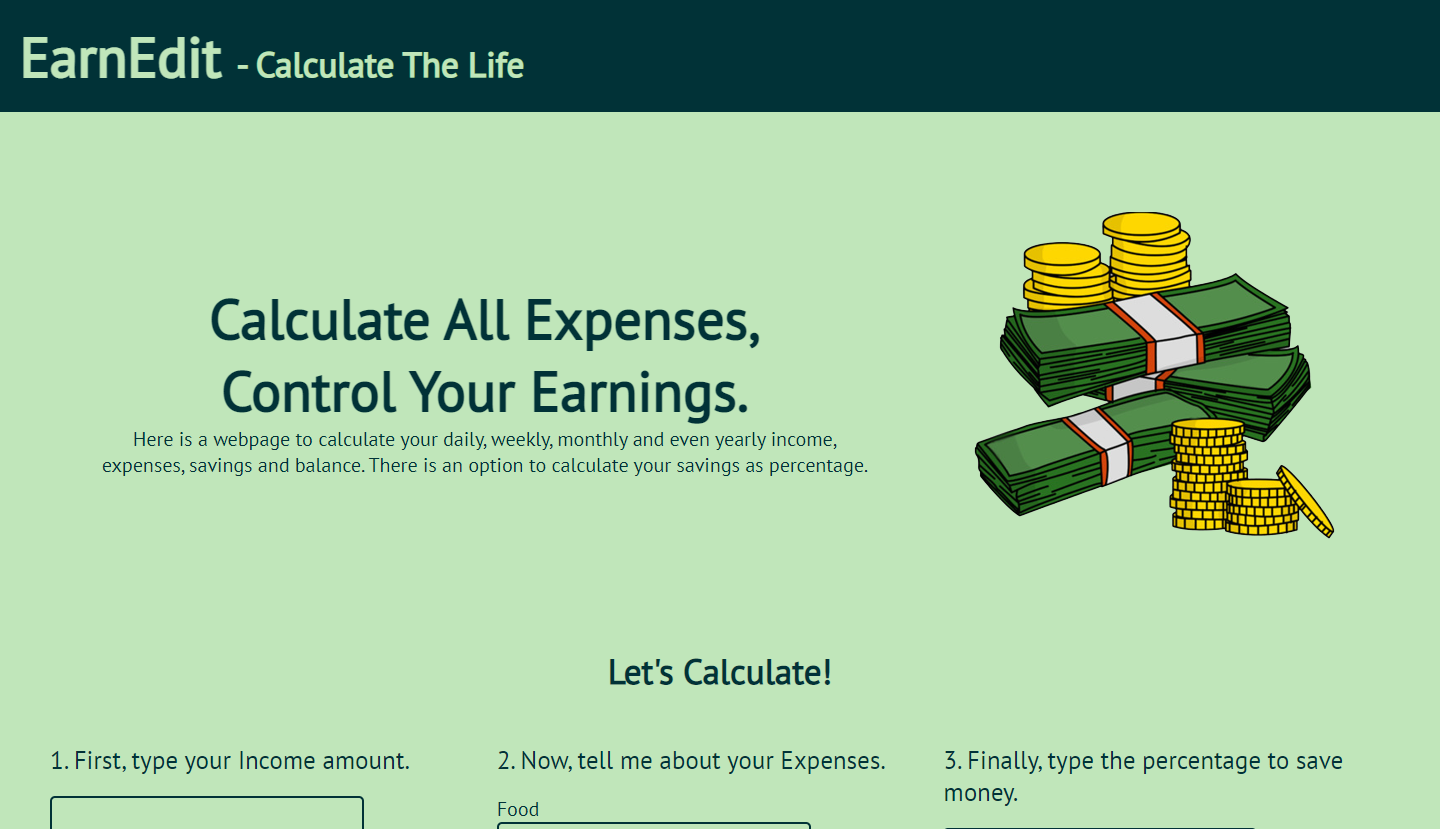 EarnEdit - Calculate The Life
Calculate All Expenses,
Control Your Earnings.
Here is a webpage to calculate your daily, weekly, monthly and even yearly income,
expenses, savings and balance. There is an option to calculate your savings as percentage.
Let's Calculate!
1. First, type your Income amount.
2. Now, tell me about your Expenses.
Food
3. Finally, type the percentage to save
money.